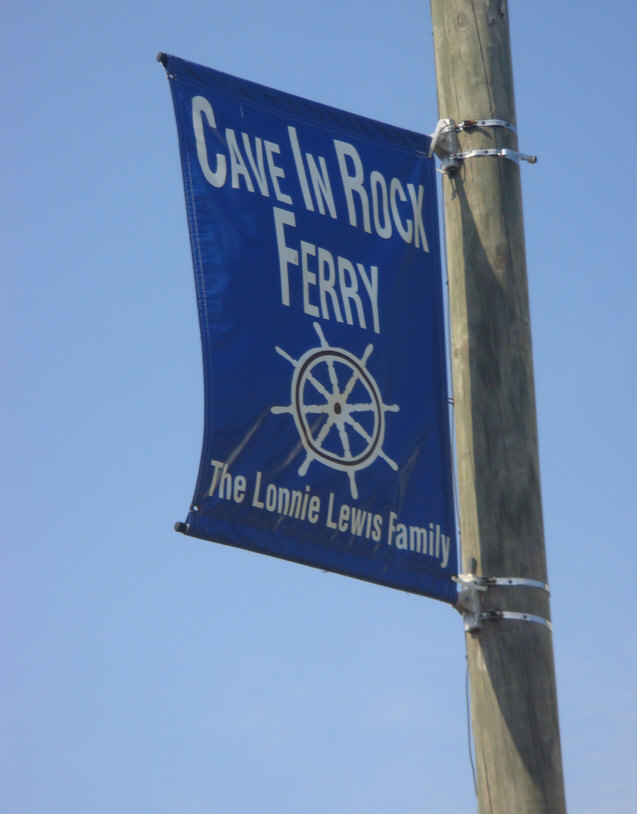 CAVE IN ROCK
FERRY
The Lonnie Lewis Family